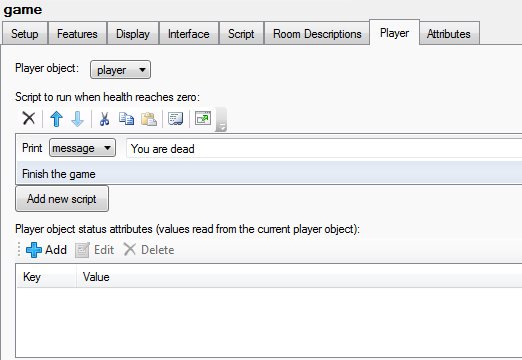 game
Setup Features Display Interface Script Room Descriptions Player Attributes
Player object: player
Script to run when health reaches zero:
Print message You are dead
Finish the game
Add new script
Player object status attributes (values read from the current player object):
Add Edit Delete
Key Value